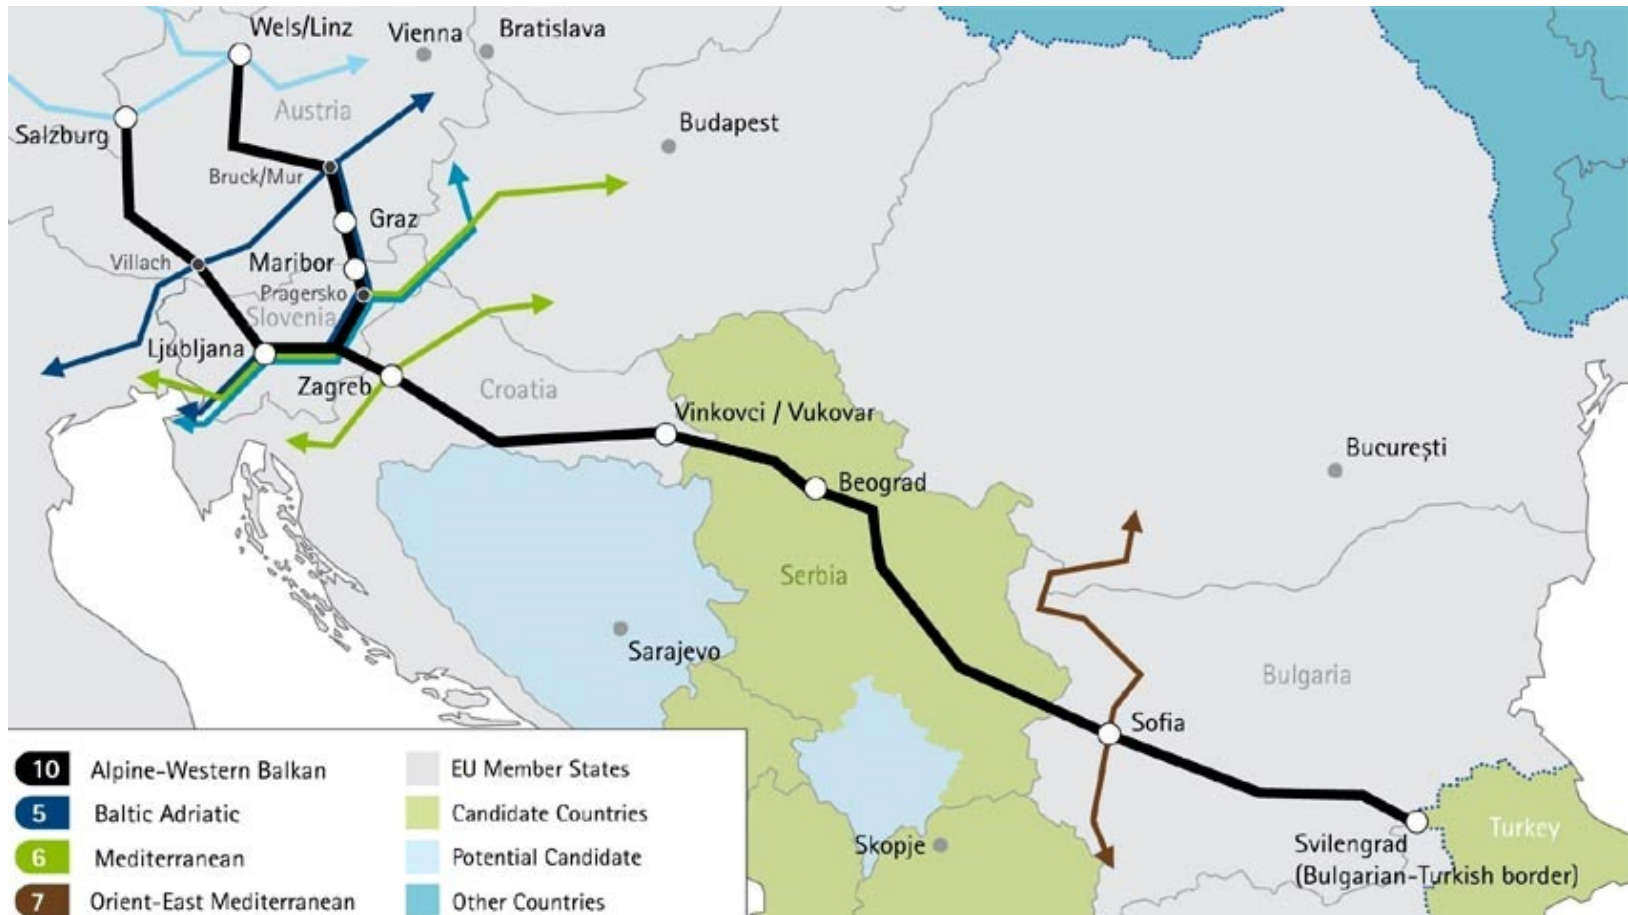 Wels/Linz
Vienna
Bratislava
Austria
Salzburg
Budapest
Bruck/Mur
Graz
Villach
Maribor
Pragersko
Slovenia
Ljubljana
Zagreb
Croatia
Vinkovci / Vukovar
Beograd
București
Serbia
Sarajevo
Bulgaria
Sofia
Skopje
Turkey
Svilengrad
(Bulgarian-Turkish border)
10 Alpine-Western Balkan
5 Baltic Adriatic
6 Mediterranean
7 Orient-East Mediterranean
EU Member States
Candidate Countries
Potential Candidate
Other Countries